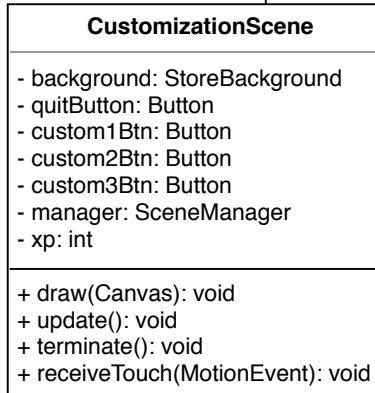 CustomizationScene
- background: StoreBackground
- quitButton: Button
- custom1Btn: Button
- custom2Btn: Button
- custom3Btn: Button
- manager: SceneManager
- xp: int
+ draw(Canvas): void
+ update(): void
+ terminate(): void
+ receiveTouch(MotionEvent): void